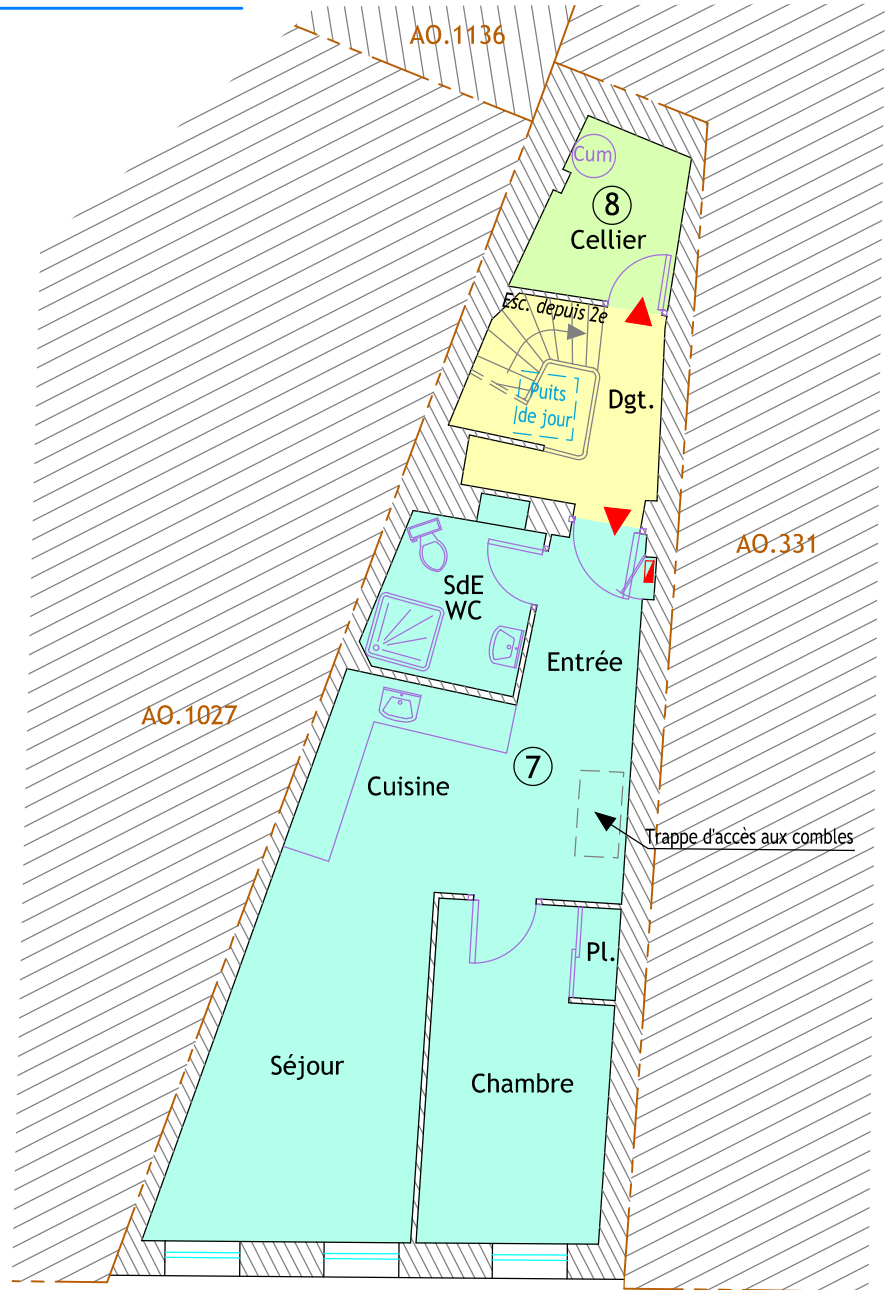 AO.1136
Cum
8
Cellier
Esc. depuis 2e
Puits
de jour
Dgt.
AO.331
SdE
WC
Entrée
AO.1027
7
Cuisine
Trappe d'accès aux combles
Pl.
Séjour
Chambre